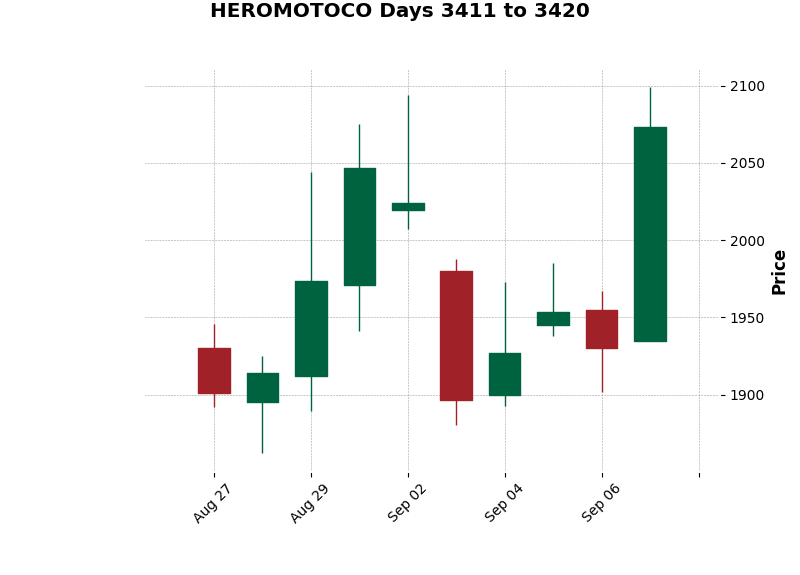 HEROMOTOCO Days 3411 to 3420
2100
2050
2000
1950
1900
Price
Aug 27
Aug 29
Sep 02
Sep 04
Sep 06